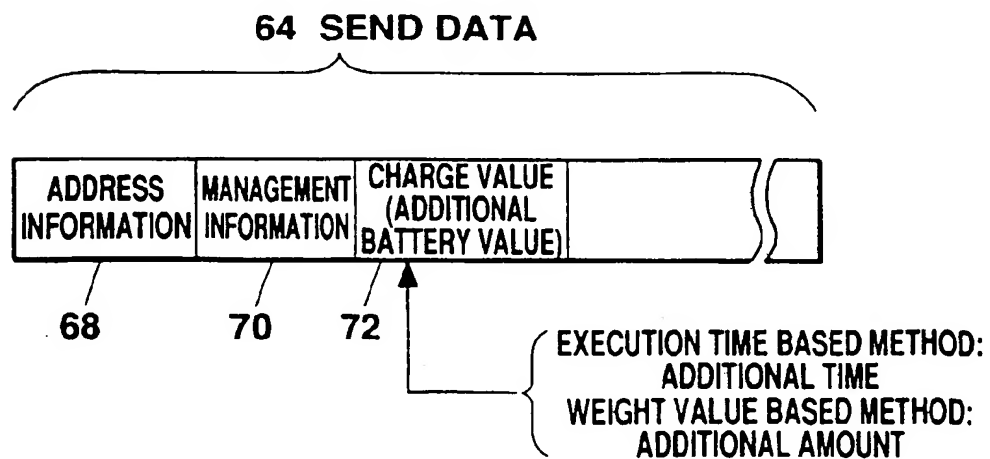 64 SEND DATA
ADDRESS
INFORMATION
MANAGEMENT
INFORMATION
CHARGE VALUE
(ADDITIONAL
BATTERY VALUE)
68
70
72
EXECUTION TIME BASED METHOD:
ADDITIONAL TIME
WEIGHT VALUE BASED METHOD:
ADDITIONAL AMOUNT